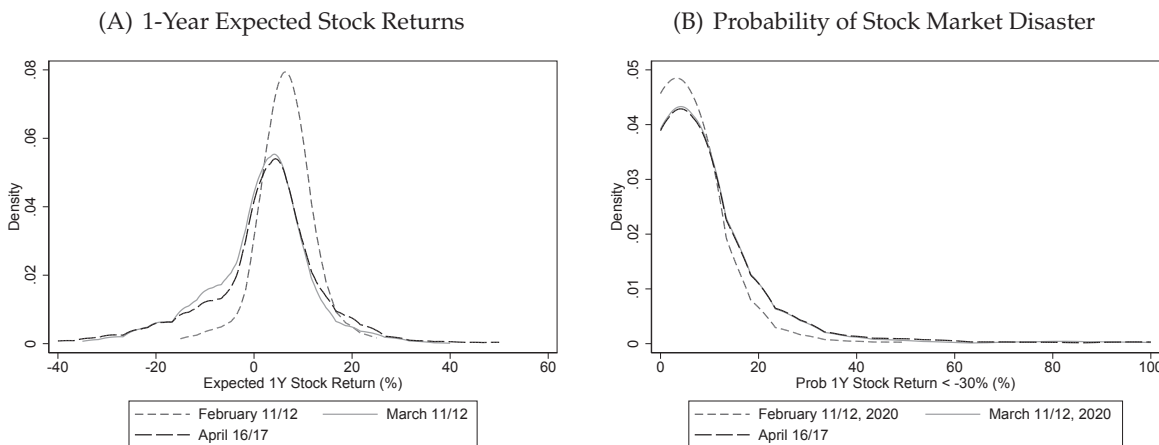 (A) 1-Year Expected Stock Returns
Density
0 .02 .04 .06 .08
-40 -20 0 20 40 60
Expected 1Y Stock Return (%)
February 11/12 March 11/12
April 16/17
(B) Probability of Stock Market Disaster
Density
0 .01 .02 .03 .04 .05
0 20 40 60 80 100
Prob 1Y Stock Return < -30% (%)
February 11/12, 2020 March 11/12, 2020
April 16/17